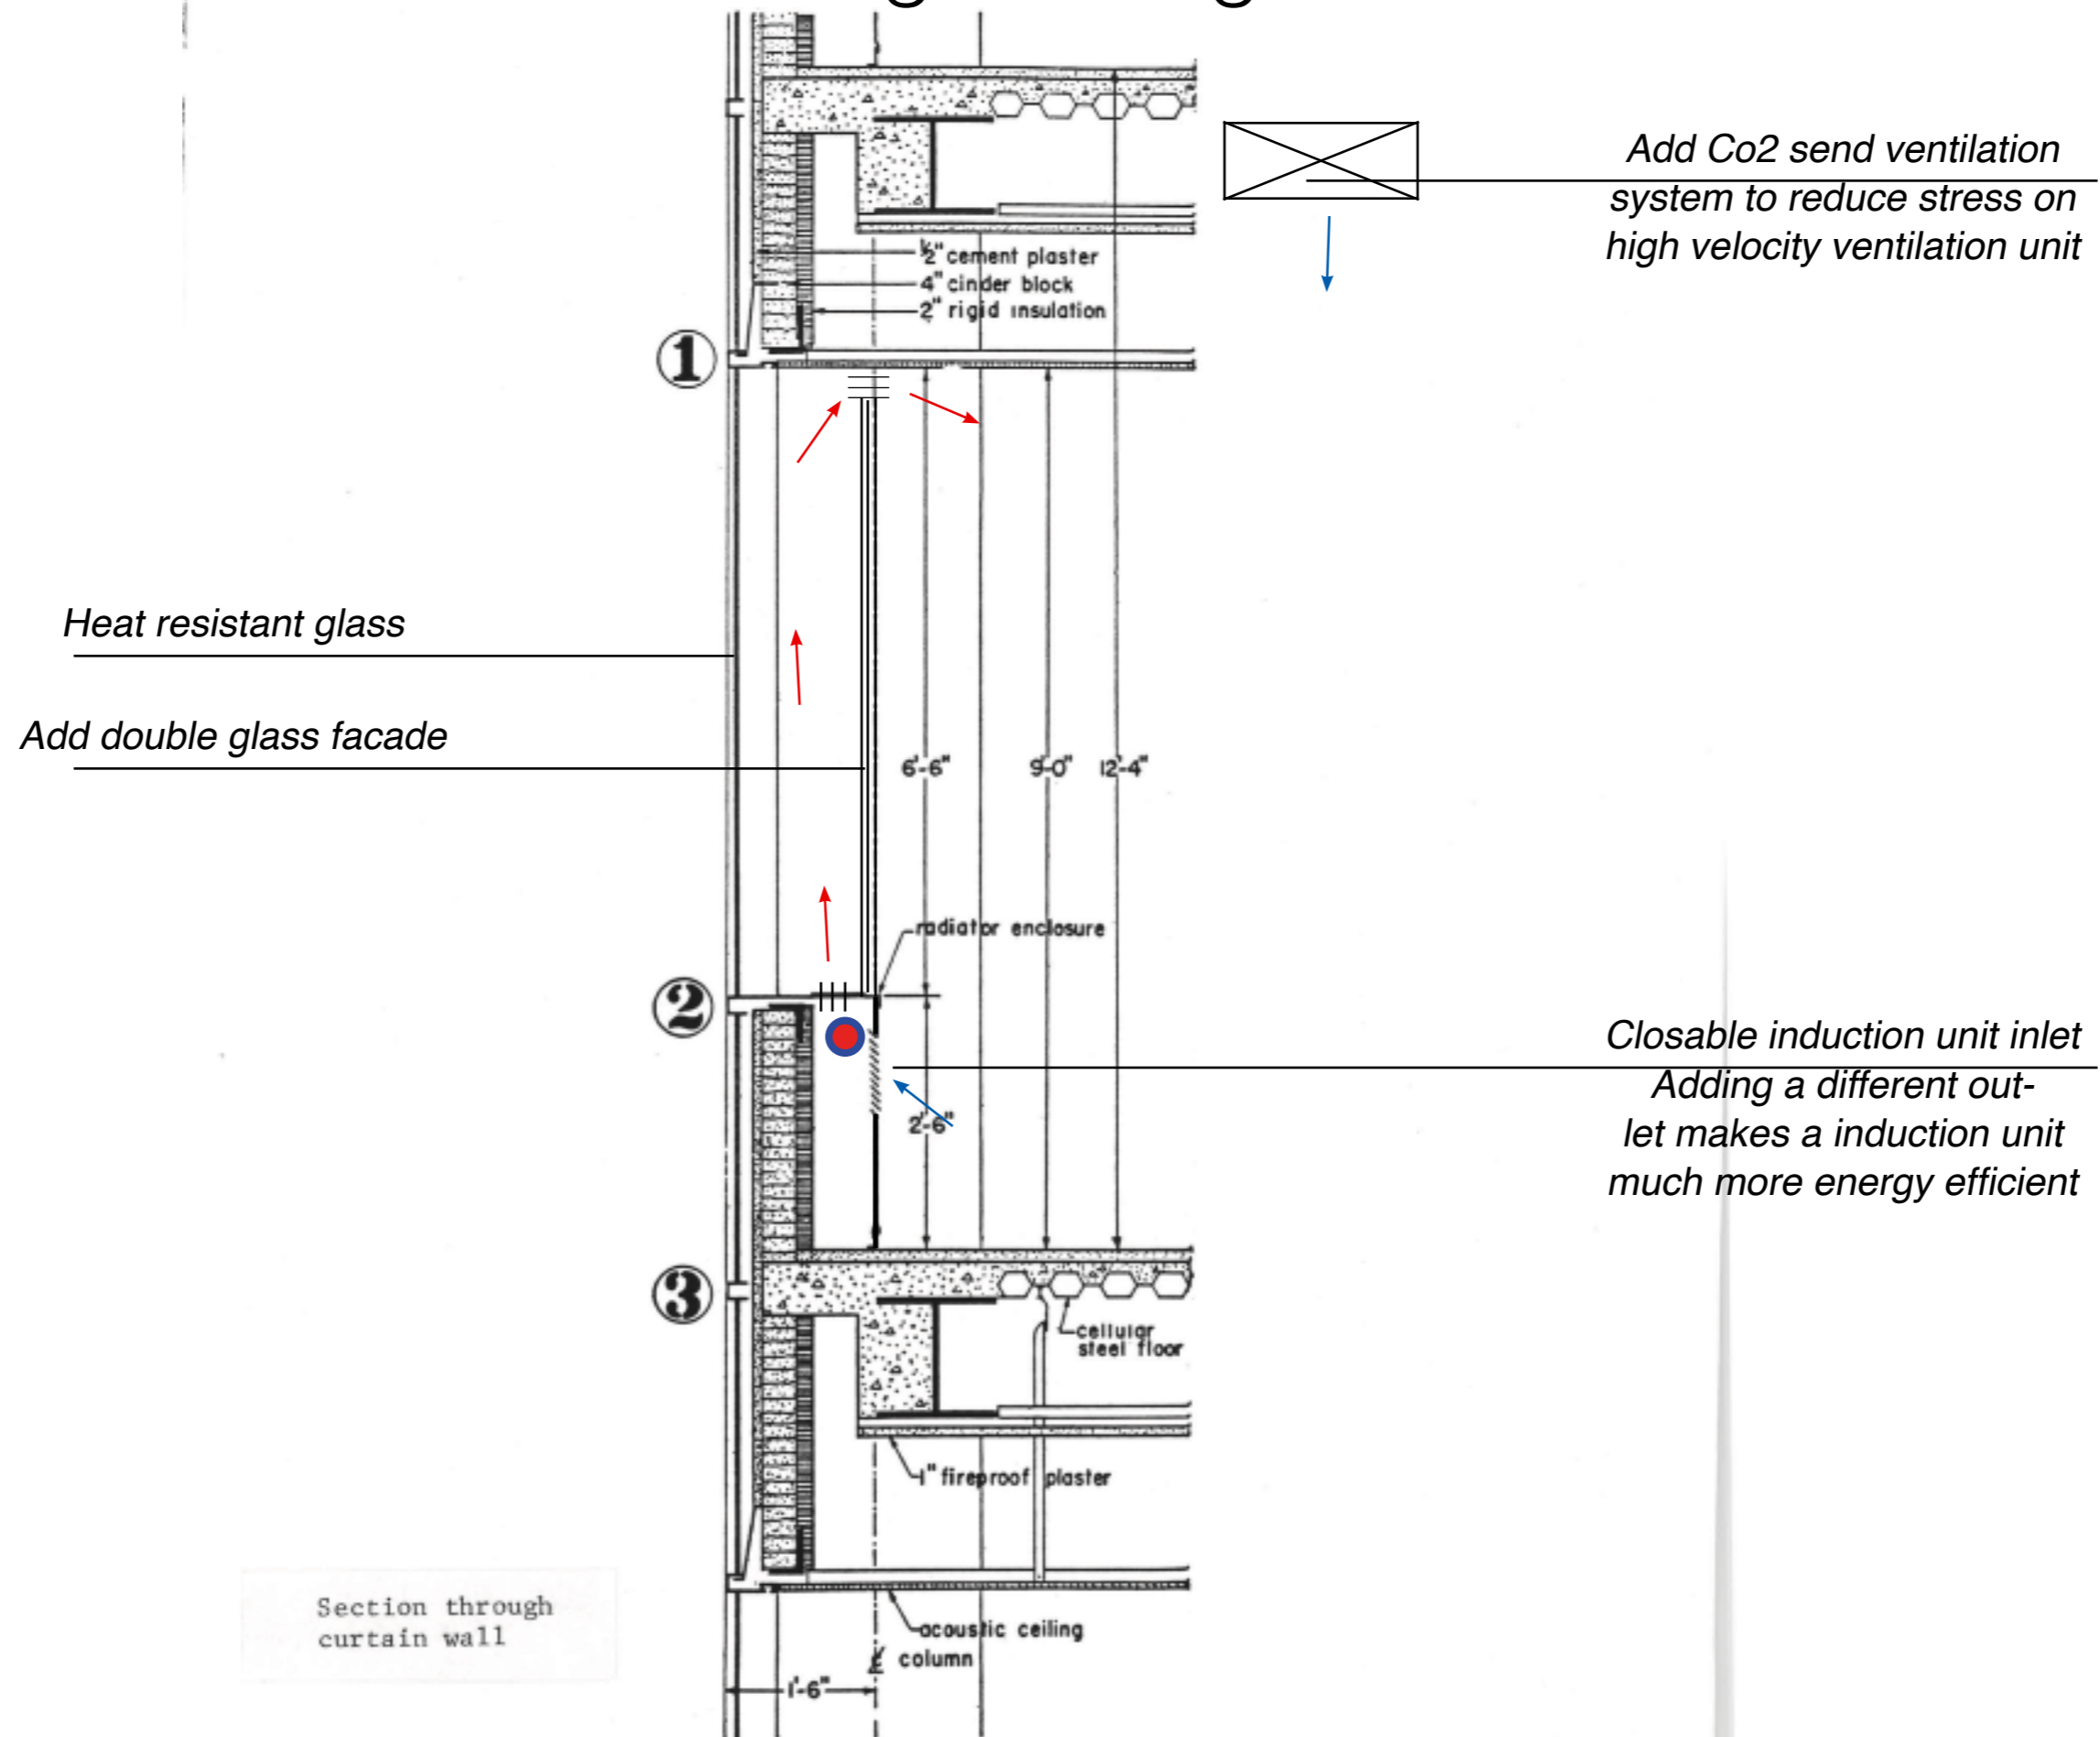 Add Co2 send ventilation
system to reduce stress on
high velocity ventilation unit
½" cement plaster
4" cinder block
2" rigid insulation
1
Heat resistant glass
Add double glass facade
6'-6"
9'-0"
12'-4"
radiator enclosure
2
Closable induction unit inlet
Adding a different out-
let makes a induction unit
much more energy efficient
2'-6"
3
cellular
steel floor
1" fireproof plaster
Section through
curtain wall
acoustic ceiling
column
1'-6"